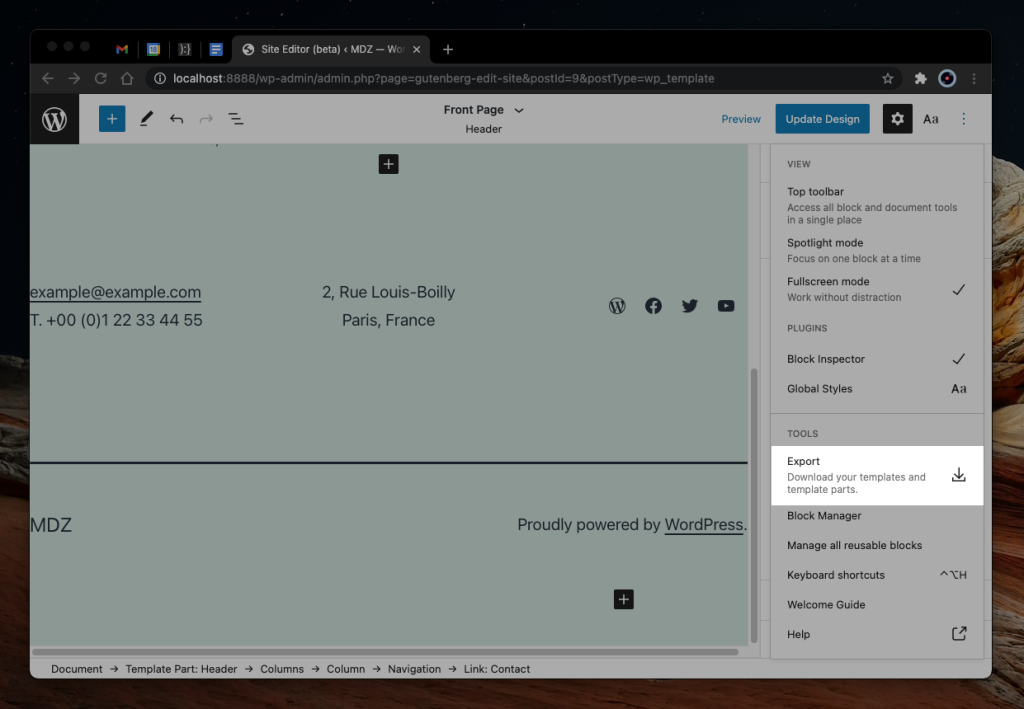 Site Editor (beta) ‹ MDZ — Wo
localhost:8888/wp-admin/admin.php?page=gutenberg-edit-site&postId=9&postType=wp_template
Front Page
Header
Preview
Update Design
Aa
VIEW
Top toolbar
Access all block and document tools
in a single place
Spotlight mode
Focus on one block at a time
Fullscreen mode
Work without distraction
PLUGINS
Block Inspector
Global Styles Aa
TOOLS
Export
Download your templates and
template parts.
Block Manager
Manage all reusable blocks
Keyboard shortcuts ⌃⌥H
Welcome Guide
Help
example@example.com
T. +00 (0)1 22 33 44 55
2, Rue Louis-Boilly
Paris, France
MDZ
Proudly powered by WordPress.
Document → Template Part: Header → Columns → Column → Navigation → Link: Contact